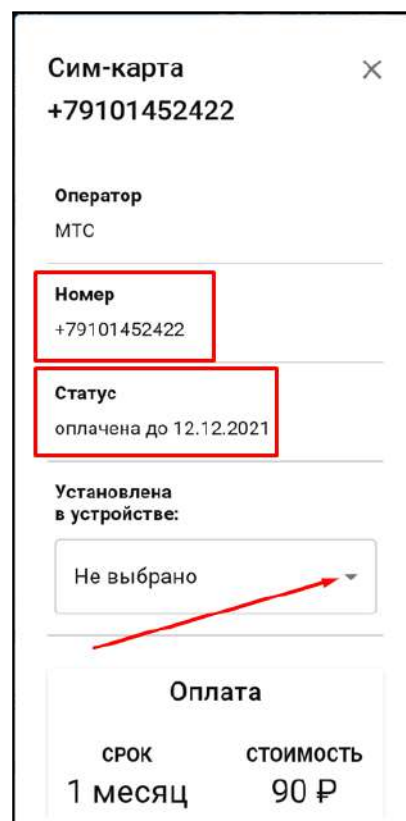 Сим-карта
+79101452422
Оператор
МТС
Номер
+79101452422
Статус
оплачена до 12.12.2021
Установлена
в устройстве:
Не выбрано
Оплата
СРОК СТОИМОСТЬ
1 месяц 90 ₽